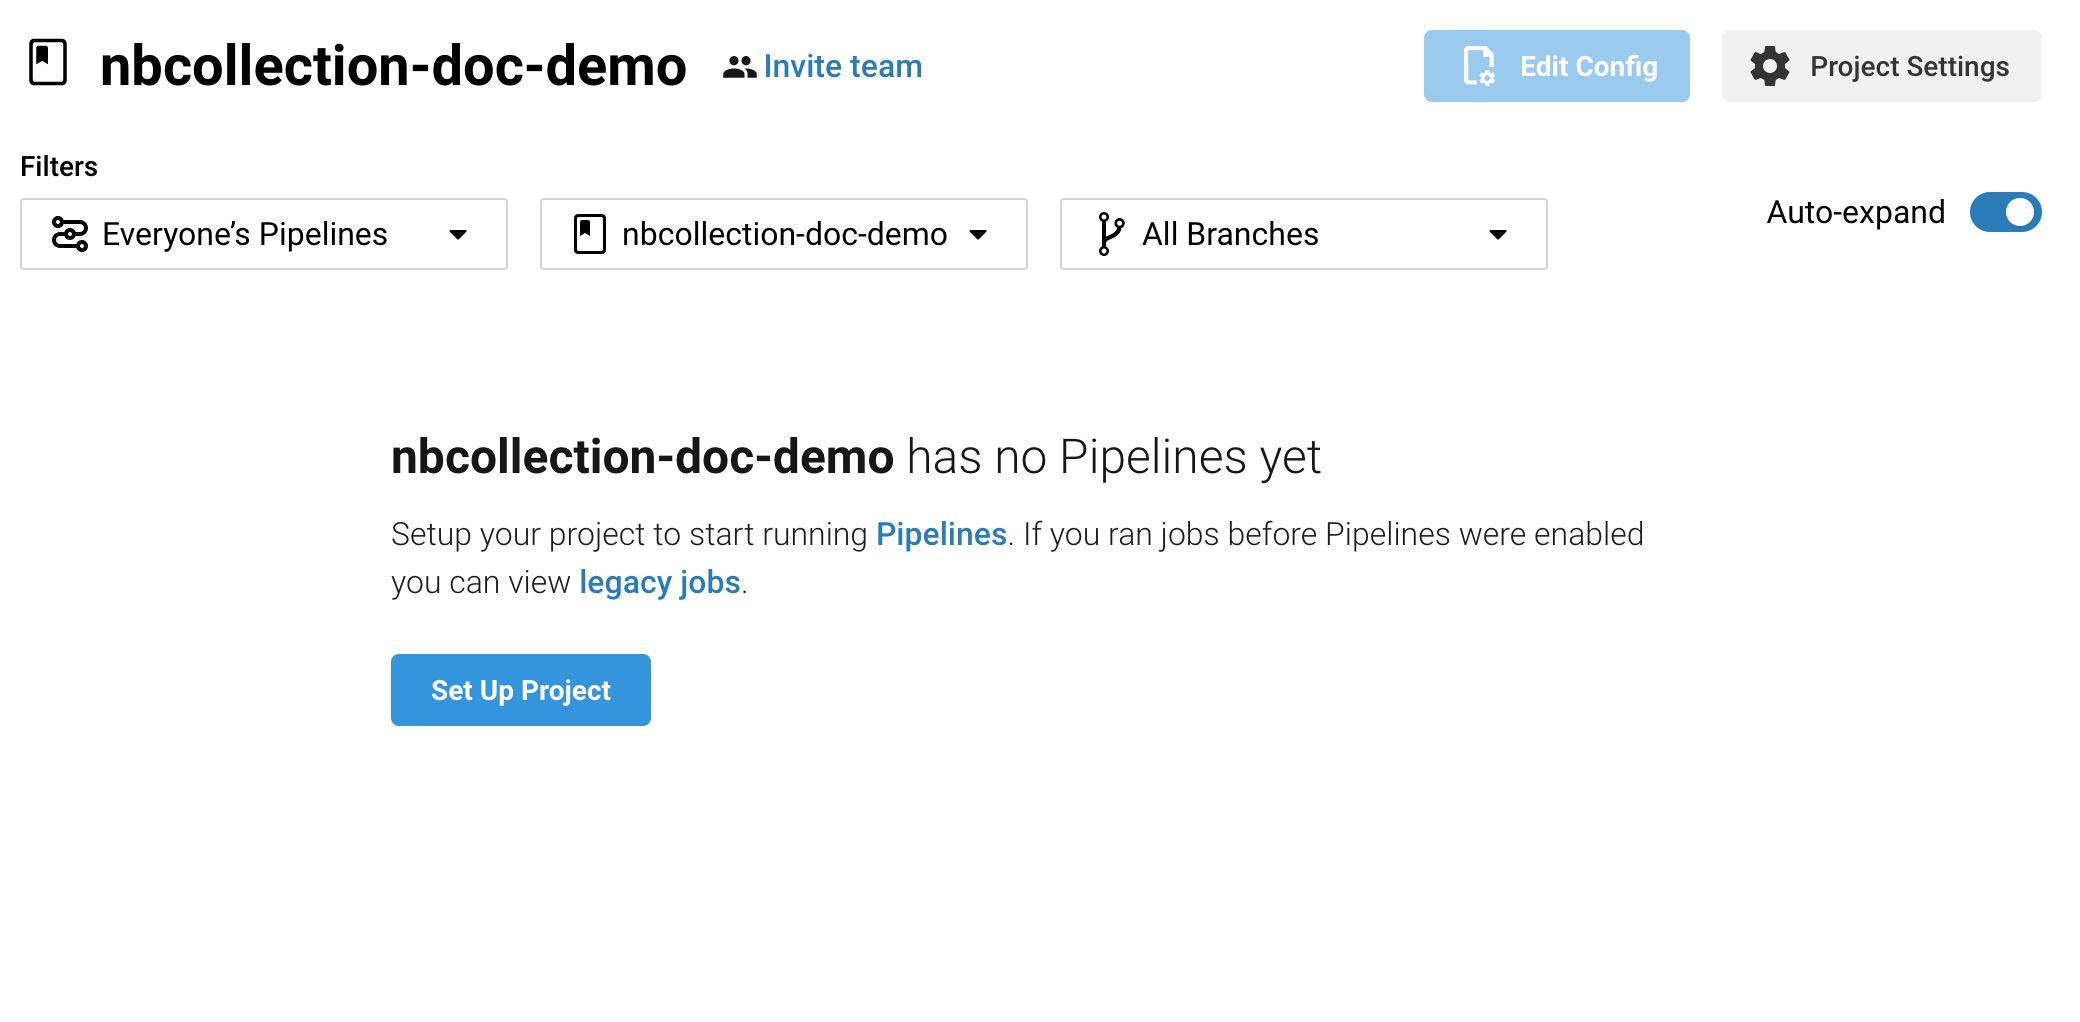 nbcollection-doc-demo Invite team Edit Config Project Settings
Filters
Everyone’s Pipelines nbcollection-doc-demo All Branches Auto-expand
nbcollection-doc-demo has no Pipelines yet
Setup your project to start running Pipelines. If you ran jobs before Pipelines were enabled
you can view legacy jobs.
Set Up Project